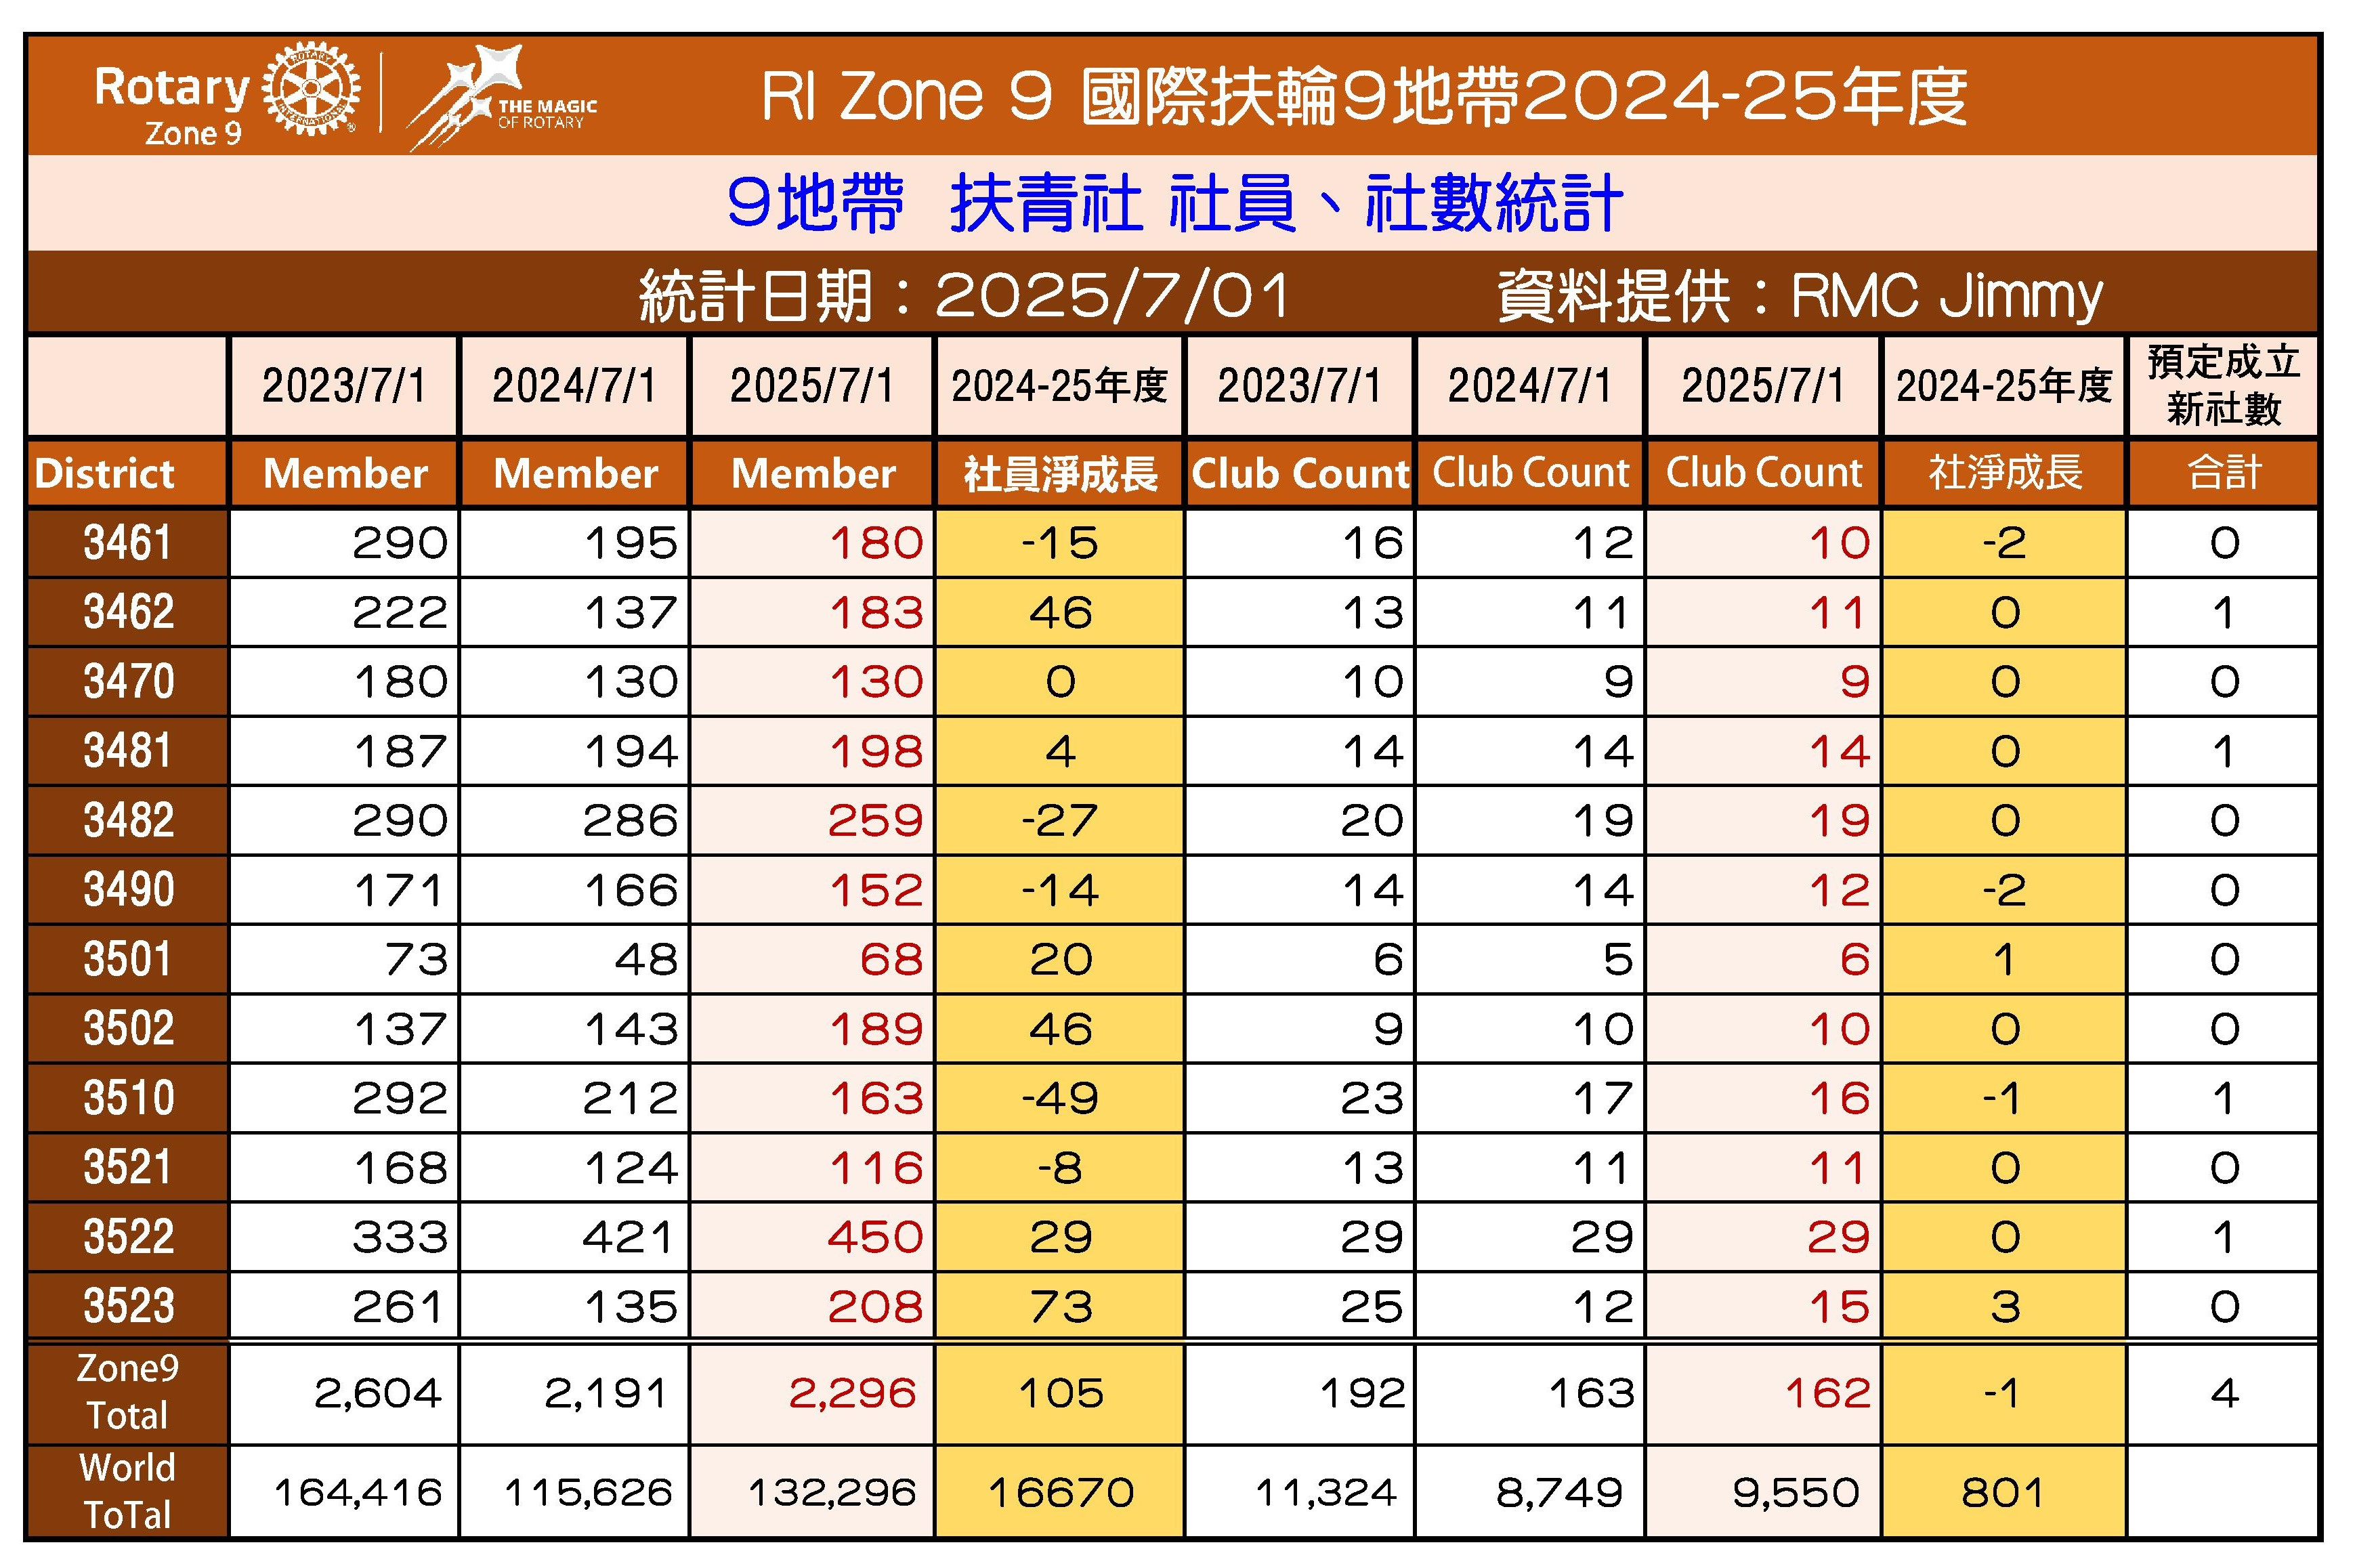 Rotary
Zone 9
ROTARY
INTERNATIONAL
®
THE MAGIC
OF ROTARY
RI Zone 9 國際扶輪9地帶2024-25年度
9地帶 扶青社 社員、社數統計
統計日期：2025/7/01 資料提供：RMC Jimmy
2023/7/1 2024/7/1 2025/7/1 2024-25年度 2023/7/1 2024/7/1 2025/7/1 2024-25年度 預定成立
新社數
District Member Member Member 社員淨成長 Club Count Club Count Club Count 社淨成長 合計
3461 290 195 180 -15 16 12 10 -2 0
3462 222 137 183 46 13 11 11 0 1
3470 180 130 130 0 10 9 9 0 0
3481 187 194 198 4 14 14 14 0 1
3482 290 286 259 -27 20 19 19 0 0
3490 171 166 152 -14 14 14 12 -2 0
3501 73 48 68 20 6 5 6 1 0
3502 137 143 189 46 9 10 10 0 0
3510 292 212 163 -49 23 17 16 -1 1
3521 168 124 116 -8 13 11 11 0 0
3522 333 421 450 29 29 29 29 0 1
3523 261 135 208 73 25 12 15 3 0
Zone9
Total 2,604 2,191 2,296 105 192 163 162 -1 4
World
ToTal 164,416 115,626 132,296 16670 11,324 8,749 9,550 801